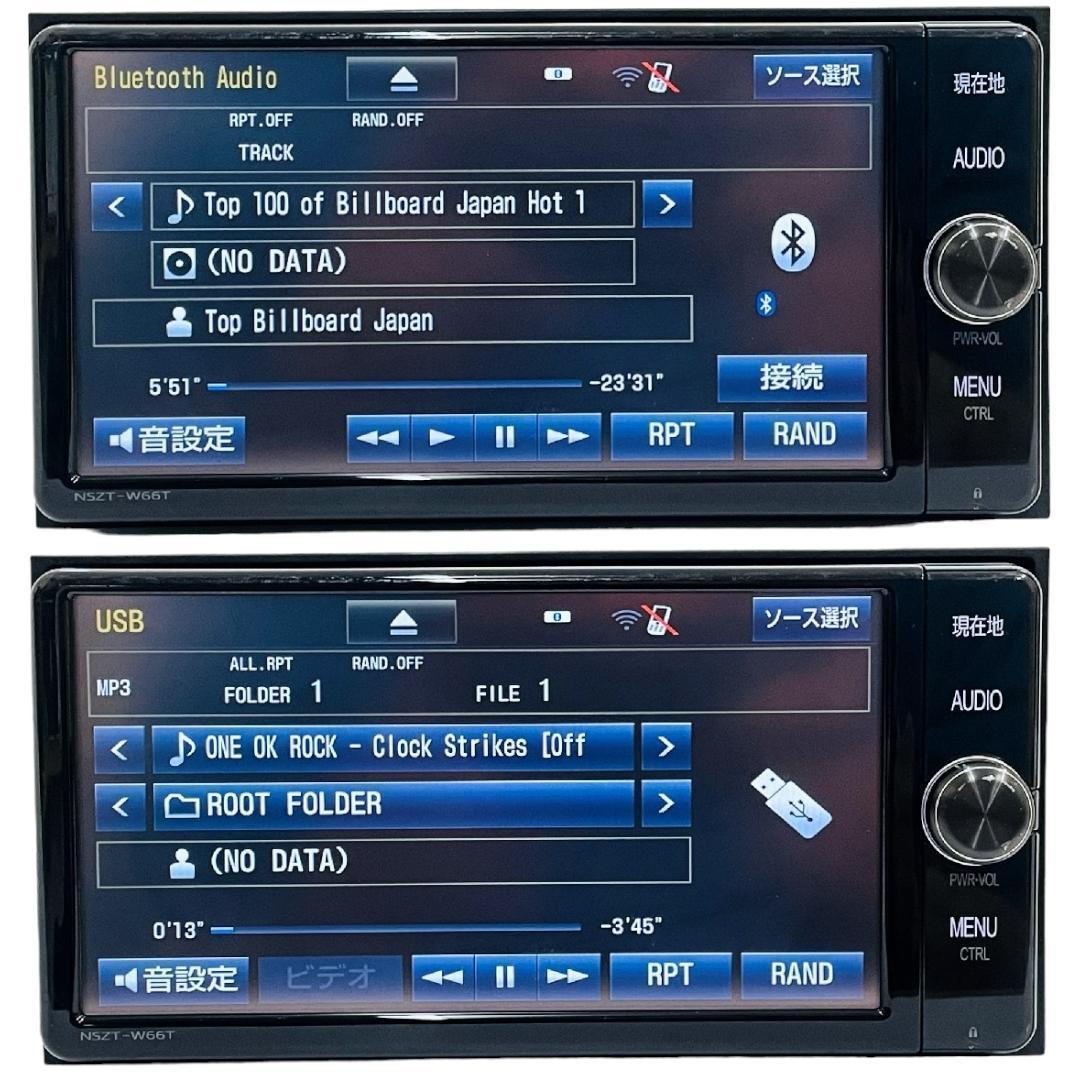 Bluetooth Audio ソース選択
RPT.OFF RAND.OFF
TRACK
Top 100 of Billboard Japan Hot 1
(NO DATA)
Top Billboard Japan
5'51" -23'31"
接続
音設定 RPT RAND
現在地
AUDIO
PWR·VOL
MENU
CTRL
NSZT-W66T
USB ソース選択
ALL.RPT RAND.OFF
MP3 FOLDER 1 FILE 1
ONE OK ROCK - Clock Strikes [Off
ROOT FOLDER
(NO DATA)
0'13" -3'45"
音設定 ビデオ RPT RAND
現在地
AUDIO
PWR·VOL
MENU
CTRL
NSZT-W66T